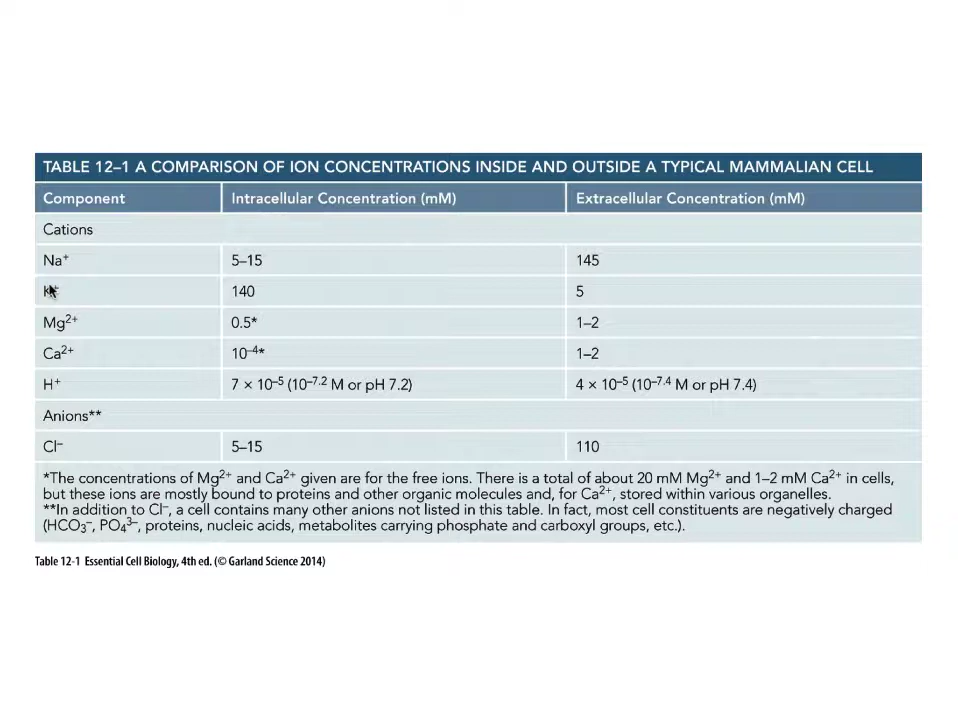 TABLE 12–1 A COMPARISON OF ION CONCENTRATIONS INSIDE AND OUTSIDE A TYPICAL MAMMALIAN CELL
Component Intracellular Concentration (mM) Extracellular Concentration (mM)
Cations
Na⁺ 5–15 145
K⁺ 140 5
Mg²⁺ 0.5* 1–2
Ca²⁺ 10⁻⁴* 1–2
H⁺ 7 × 10⁻⁵ (10⁻⁷·² M or pH 7.2) 4 × 10⁻⁵ (10⁻⁷·⁴ M or pH 7.4)
Anions**
Cl⁻ 5–15 110
*The concentrations of Mg²⁺ and Ca²⁺ given are for the free ions. There is a total of about 20 mM Mg²⁺ and 1–2 mM Ca²⁺ in cells,
but these ions are mostly bound to proteins and other organic molecules and, for Ca²⁺, stored within various organelles.
**In addition to Cl⁻, a cell contains many other anions not listed in this table. In fact, most cell constituents are negatively charged
(HCO₃⁻, PO₄³⁻, proteins, nucleic acids, metabolites carrying phosphate and carboxyl groups, etc.).
Table 12-1 Essential Cell Biology, 4th ed. (© Garland Science 2014)